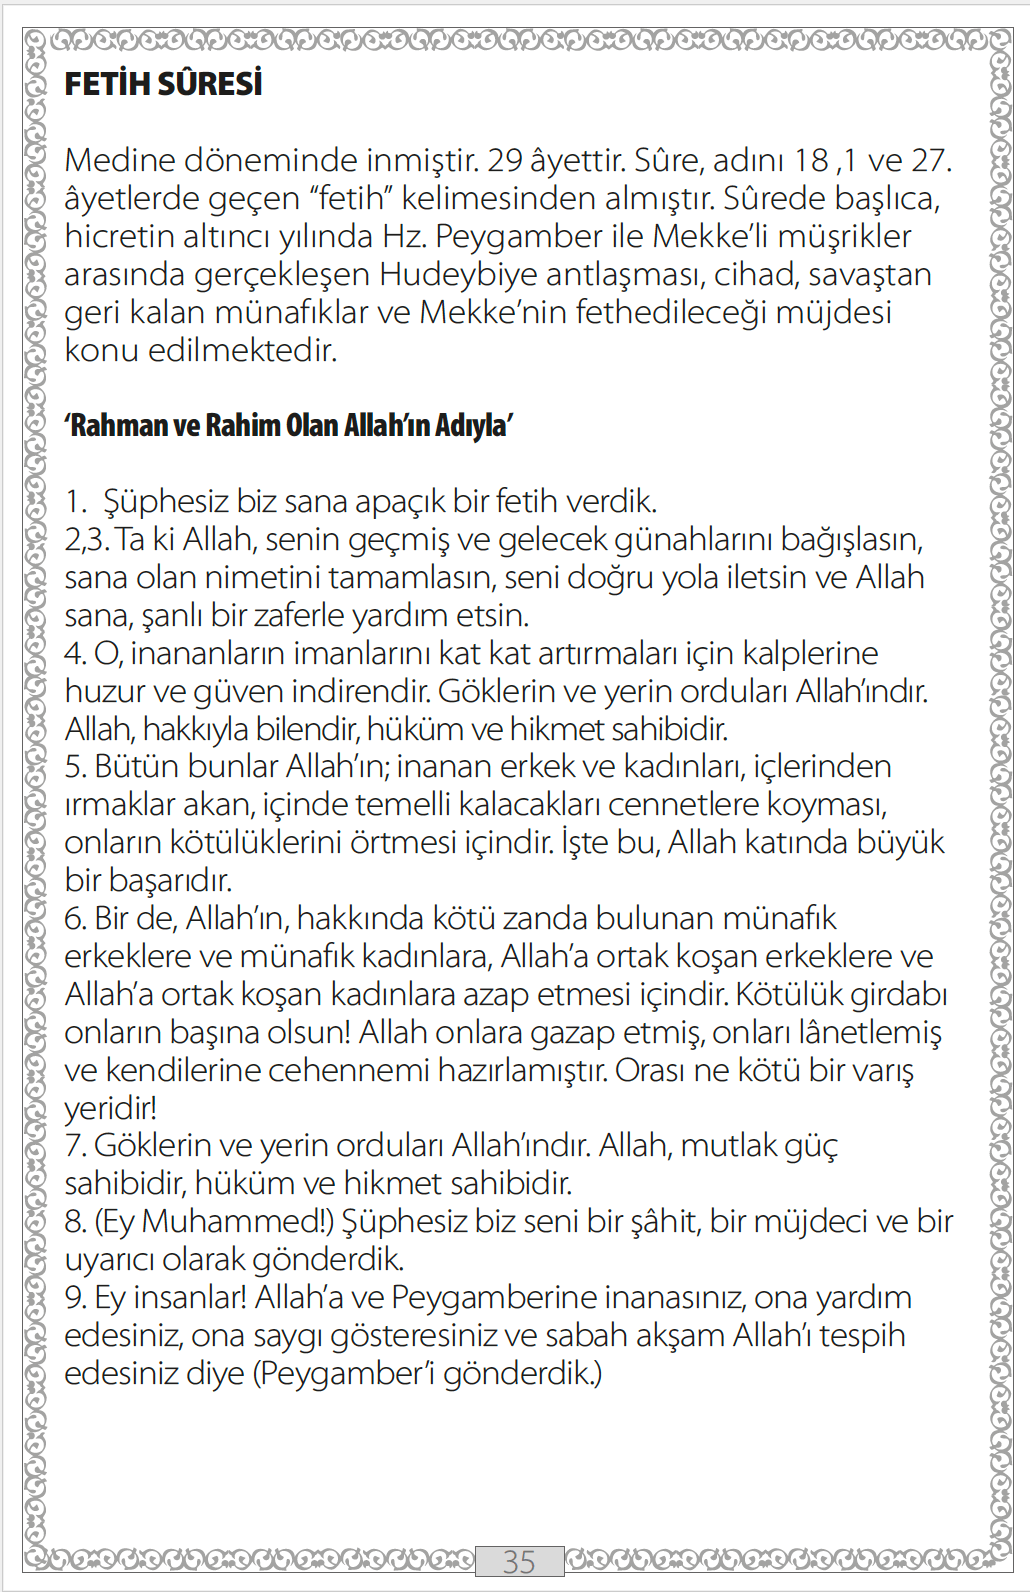 FETİH SÛRESİ
Medine döneminde inmiştir. 29 âyettir. Sûre, adını 18 ,1 ve 27.
âyetlerde geçen “fetih” kelimesinden almıştır. Sûrede başlıca,
hicretin altıncı yılında Hz. Peygamber ile Mekke’li müşrikler
arasında gerçekleşen Hudeybiye antlaşması, cihad, savaştan
geri kalan münafıklar ve Mekke’nin fethedileceği müjdesi
konu edilmektedir.
‘Rahman ve Rahim Olan Allah’ın Adıyla’
1. Şüphesiz biz sana apaçık bir fetih verdik.
2,3. Ta ki Allah, senin geçmiş ve gelecek günahlarını bağışlasın,
sana olan nimetini tamamlasın, seni doğru yola iletsin ve Allah
sana, şanlı bir zaferle yardım etsin.
4. O, inananların imanlarını kat kat artırmaları için kalplerine
huzur ve güven indirendir. Göklerin ve yerin orduları Allah’ındır.
Allah, hakkıyla bilendir, hüküm ve hikmet sahibidir.
5. Bütün bunlar Allah’ın; inanan erkek ve kadınları, içlerinden
ırmaklar akan, içinde temelli kalacakları cennetlere koyması,
onların kötülüklerini örtmesi içindir. İşte bu, Allah katında büyük
bir başarıdır.
6. Bir de, Allah’ın, hakkında kötü zanda bulunan münafık
erkeklere ve münafık kadınlara, Allah’a ortak koşan erkeklere ve
Allah’a ortak koşan kadınlara azap etmesi içindir. Kötülük girdabı
onların başına olsun! Allah onlara gazap etmiş, onları lânetlemiş
ve kendilerine cehennemi hazırlamıştır. Orası ne kötü bir varış
yeridir!
7. Göklerin ve yerin orduları Allah’ındır. Allah, mutlak güç
sahibidir, hüküm ve hikmet sahibidir.
8. (Ey Muhammed!) Şüphesiz biz seni bir şâhit, bir müjdeci ve bir
uyarıcı olarak gönderdik.
9. Ey insanlar! Allah’a ve Peygamberine inanasınız, ona yardım
edesiniz, ona saygı gösteresiniz ve sabah akşam Allah’ı tespih
edesiniz diye (Peygamber’i gönderdik.)
35